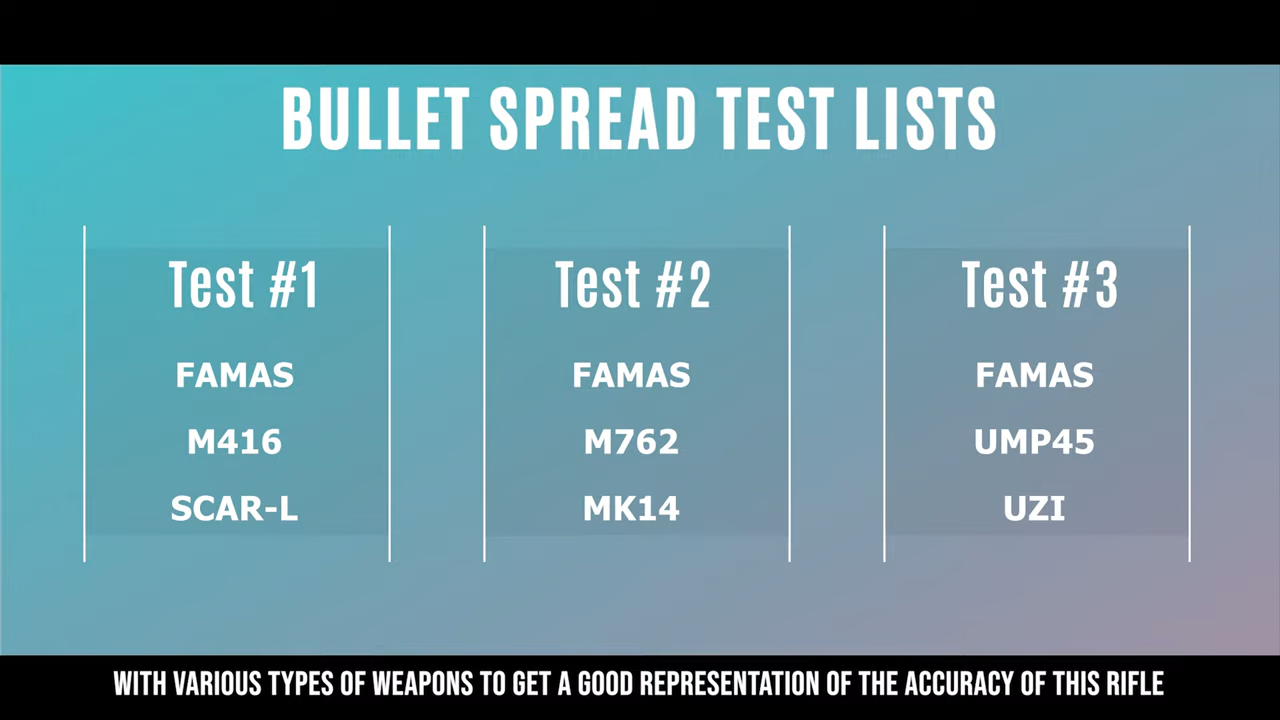 BULLET SPREAD TEST LISTS
Test #1
FAMAS
M416
SCAR-L
Test #2
FAMAS
M762
MK14
Test #3
FAMAS
UMP45
UZI
WITH VARIOUS TYPES OF WEAPONS TO GET A GOOD REPRESENTATION OF THE ACCURACY OF THIS RIFLE